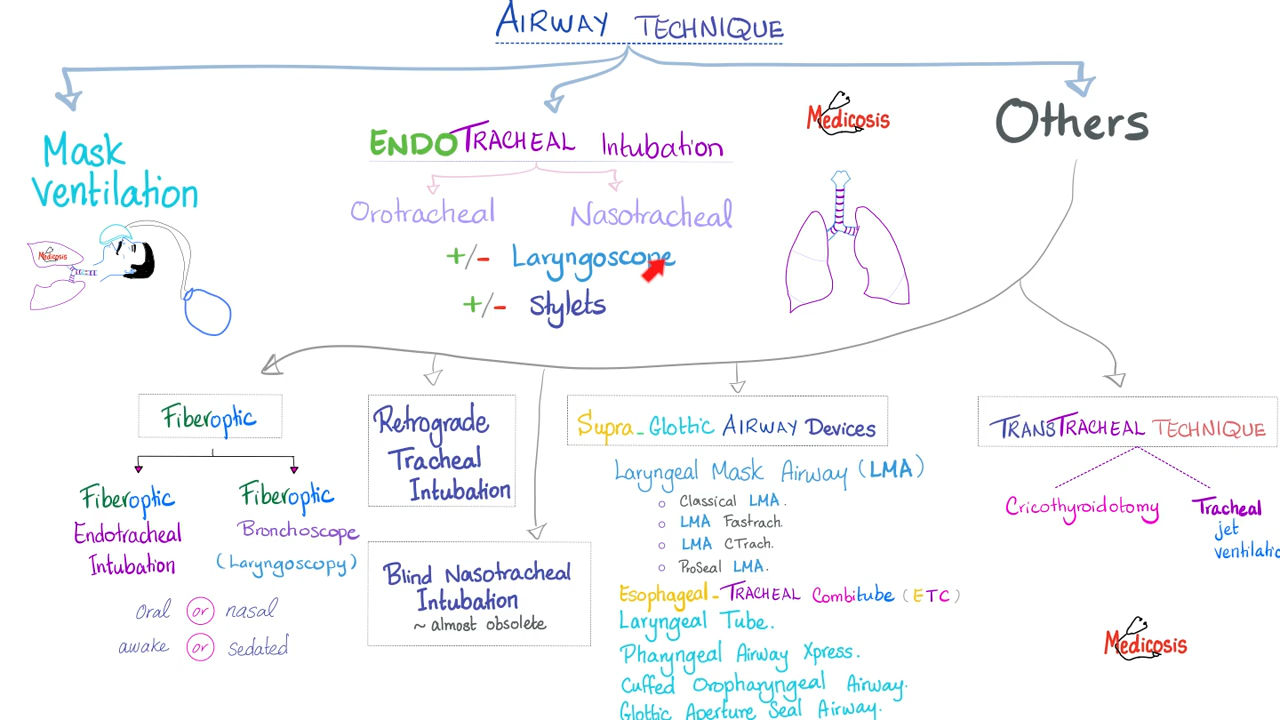 AIRWAY TECHNIQUE
Mask
Ventilation
Medicosis
ENDOTRACHEAL Intubation
Orotracheal
Nasotracheal
+/- Laryngoscope
+/- Stylets
Medicosis
Others
Fiberoptic
Fiberoptic
Endotracheal
Intubation
Fiberoptic
Bronchoscope
(Laryngoscopy)
Oral or nasal
awake or sedated
Retrograde
Tracheal
Intubation
Blind Nasotracheal
Intubation
~ almost obsolete
Supra-Glottic AIRWAY Devices
Laryngeal Mask Airway (LMA)
Classical LMA.
LMA Fastrach.
LMA CTrach.
ProSeal LMA.
Esophageal-TRACHEAL Combitube (ETC)
Laryngeal Tube.
Pharyngeal Airway Xpress.
Cuffed Oropharyngeal Airway.
Glottic Aperture Seal Airway.
TRANSTRACHEAL TECHNIQUE
Cricothyroidotomy
Tracheal
jet
ventilatic
Medicosis